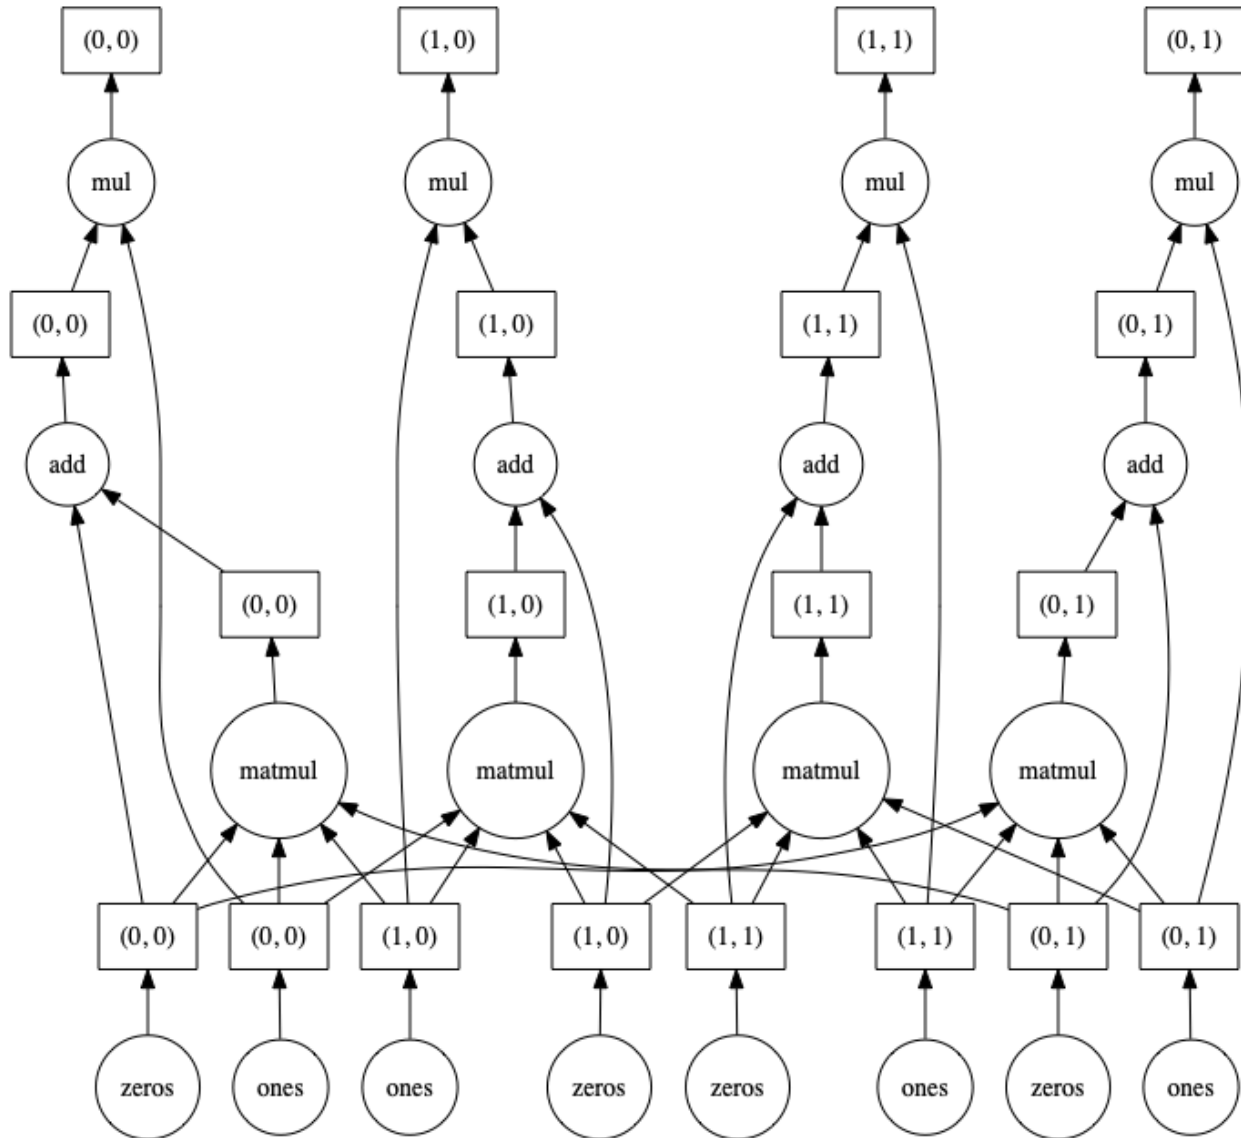 (0, 0) (1, 0) (1, 1) (0, 1)
mul mul mul mul
(0, 0) (1, 0) (1, 1) (0, 1)
add add add add
(0, 0) (1, 0) (1, 1) (0, 1)
matmul matmul matmul matmul
(0, 0) (0, 0) (1, 0) (1, 0) (1, 1) (1, 1) (0, 1) (0, 1)
zeros ones ones zeros zeros ones zeros ones